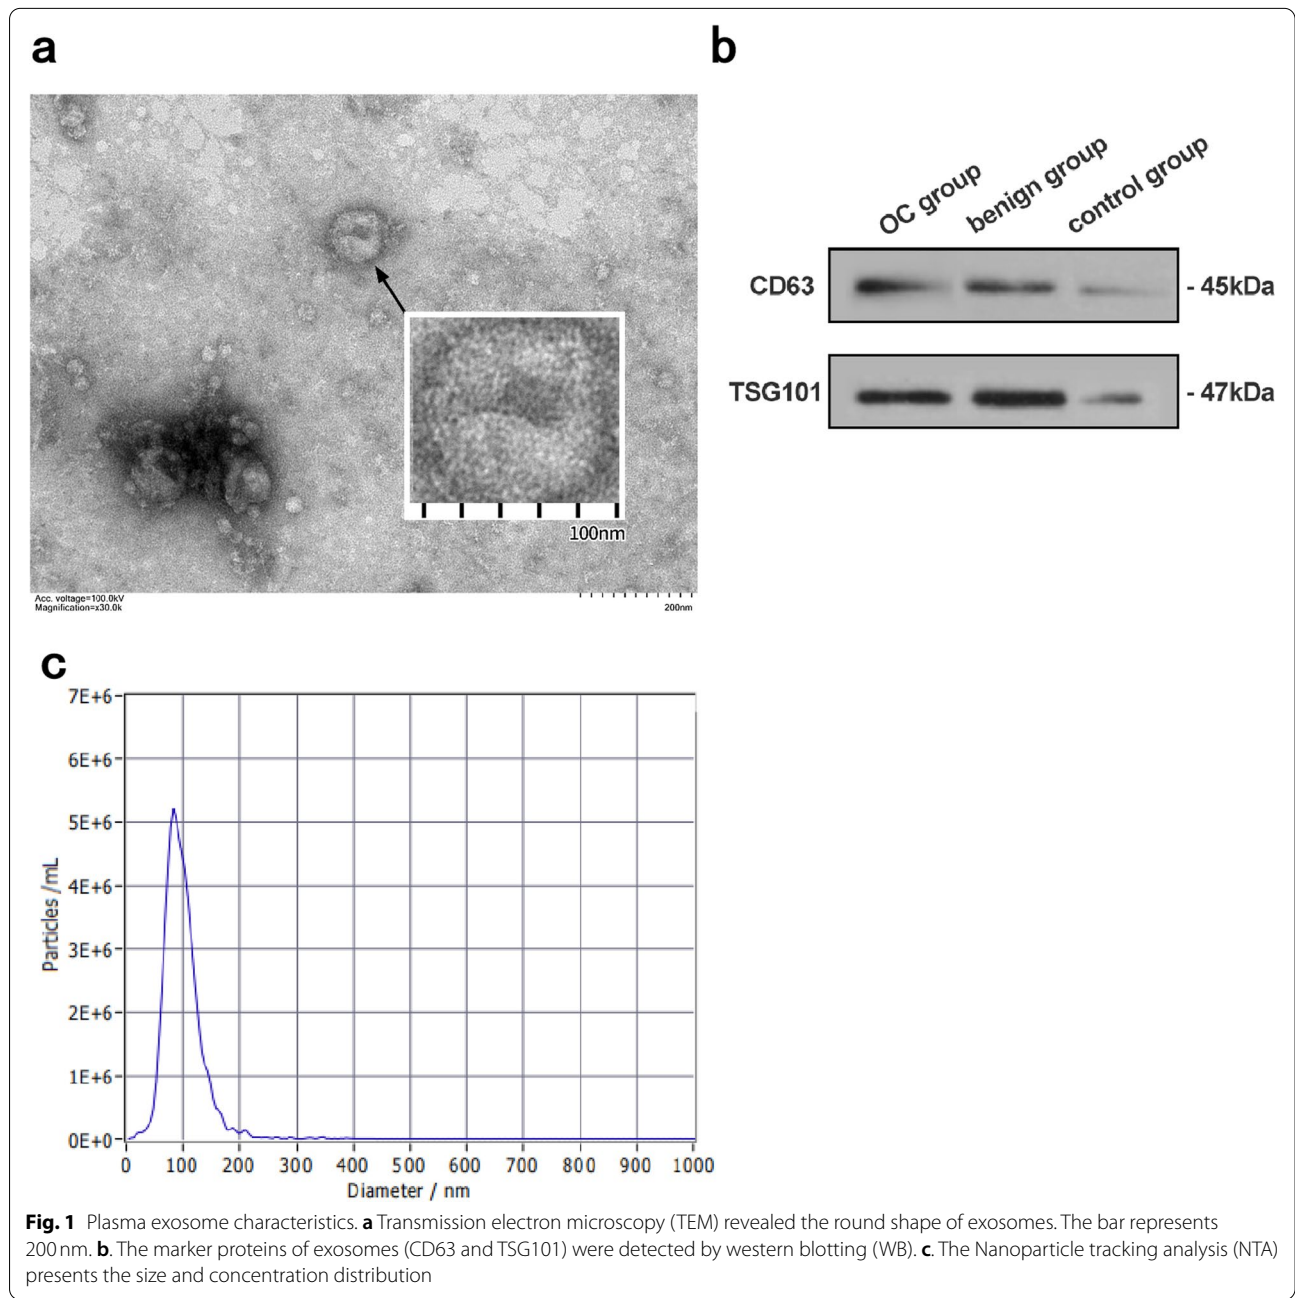 a
100nm
Acc. voltage=100.0kV
Magnification=x30.0k
200nm
b
OC group
benign group
control group
CD63
- 45kDa
TSG101
- 47kDa
c
7E+6
6E+6
5E+6
4E+6
3E+6
2E+6
1E+6
0E+0
Particles /mL
0 100 200 300 400 500 600 700 800 900 1000
Diameter / nm
Fig. 1 Plasma exosome characteristics. a Transmission electron microscopy (TEM) revealed the round shape of exosomes. The bar represents
200 nm. b. The marker proteins of exosomes (CD63 and TSG101) were detected by western blotting (WB). c. The Nanoparticle tracking analysis (NTA)
presents the size and concentration distribution